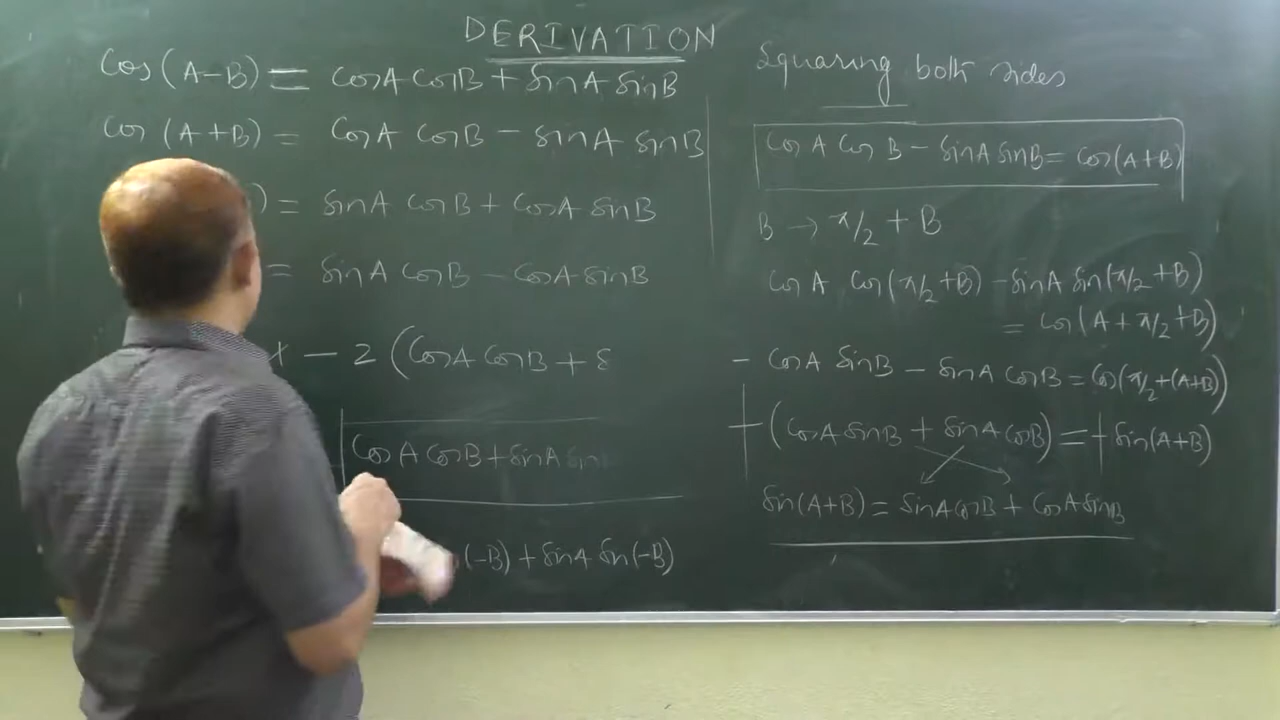 DERIVATION
Cos(A-B) = CosA CosB + SinA SinB
Cos (A+B) = CosA CosB - SinA SinB
) = SinA CosB + CosA SinB
= SinA CosB - CosA SinB
- 2 (CosA CosB +
CosA CosB + SinA Sin
(-B) + SinA Sin(-B)
Squaring both sides
CosA CosB - SinA SinB = Cos(A+B)
B → π/2 + B
CosA Cos(π/2+B) - SinA Sin(π/2+B)
= Cos(A+π/2+B)
- CosA SinB - SinA CosB = Cos(π/2+(A+B))
(CosA SinB + SinA CosB) = Sin(A+B)
Sin(A+B) = SinA CosB + CosA SinB